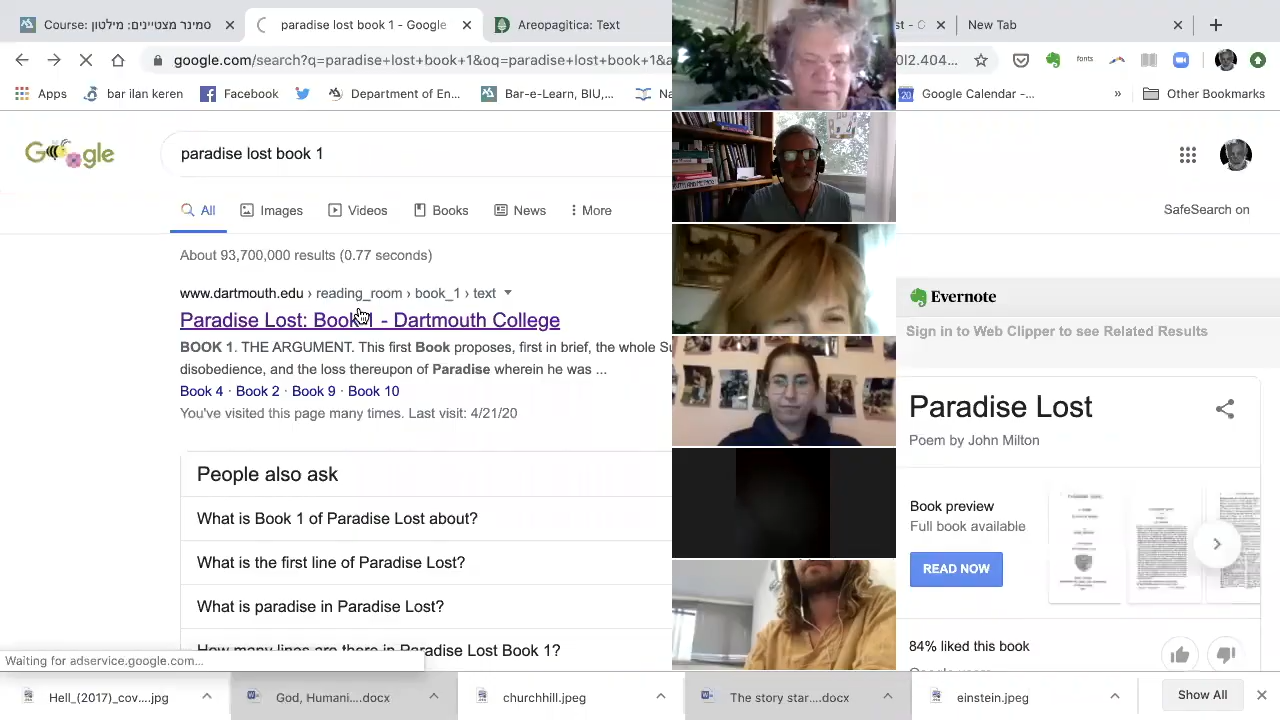 Course: סמינר מצטיינים: מילטון
paradise lost book 1 - Google
Areopagitica: Text
New Tab
google.com/search?q=paradise+lost+book+1&oq=paradise+lost+book+1&a
Apps
bar ilan keren
Facebook
Department of En...
Bar-e-Learn, BIU,...
Na
20
Google Calendar -...
»
Other Bookmarks
fonts
Google
paradise lost book 1
All
Images
Videos
Books
News
More
SafeSearch on
About 93,700,000 results (0.77 seconds)
www.dartmouth.edu › reading_room › book_1 › text
Paradise Lost: Book 1 - Dartmouth College
BOOK 1. THE ARGUMENT. This first Book proposes, first in brief, the whole Su
disobedience, and the loss thereupon of Paradise wherein he was ...
Book 4 · Book 2 · Book 9 · Book 10
You've visited this page many times. Last visit: 4/21/20
People also ask
What is Book 1 of Paradise Lost about?
What is the first line of Paradise Lost?
What is paradise in Paradise Lost?
How many lines are there in Paradise Lost Book 1?
Evernote
Sign in to Web Clipper to see Related Results
Paradise Lost
Poem by John Milton
Book preview
Full book available
READ NOW
84% liked this book
Google users
Waiting for adservice.google.com...
Hell_(2017)_cov....jpg
God, Humani....docx
churchhill.jpeg
The story star....docx
einstein.jpeg
Show All